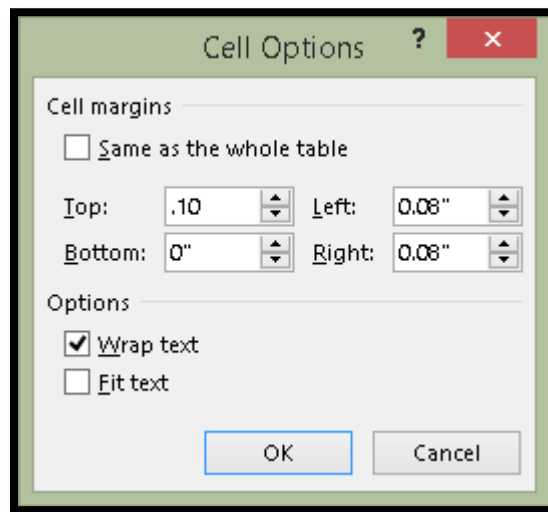 Cell Options ?
Cell margins
Same as the whole table
Top: .10 Left: 0.08"
Bottom: 0" Right: 0.08"
Options
Wrap text
Fit text
OK Cancel